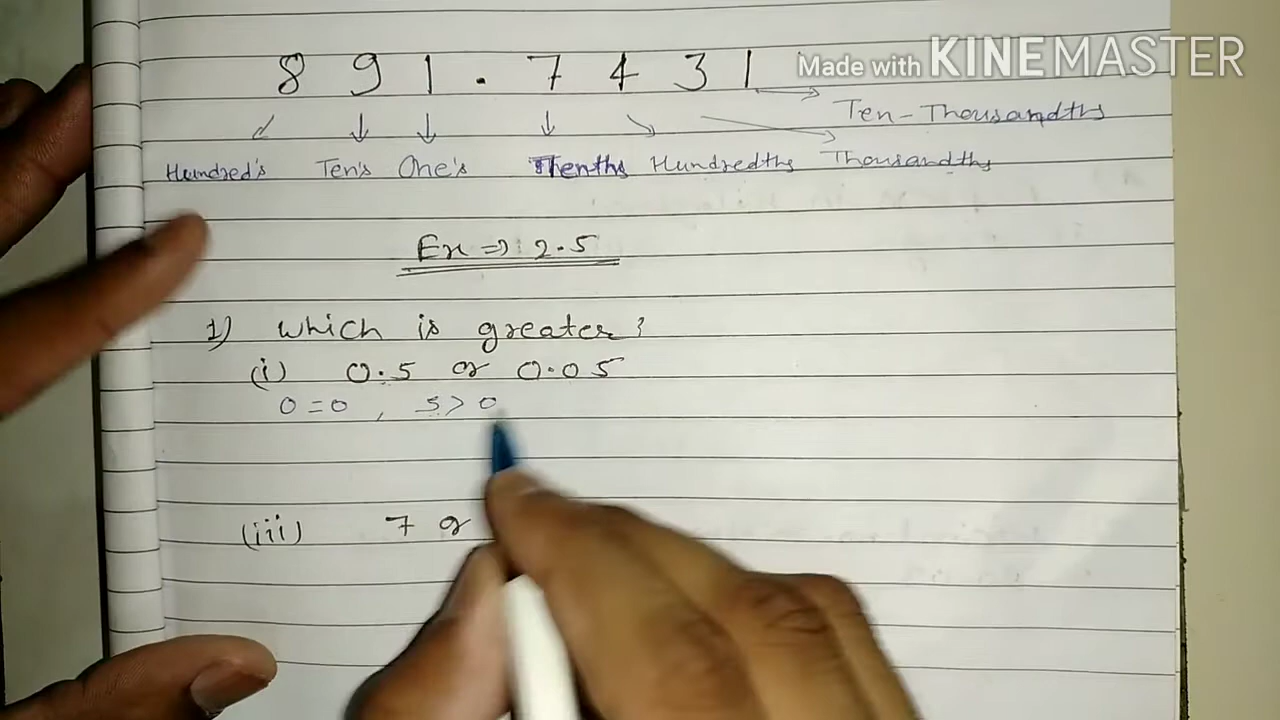 8 9 1 . 7 4 3 1
Made with KINEMASTER
Ten-Thousandths
Hundred's Ten's One's Tenths Hundredths Thousandths
Ex => 2.5
1) which is greater?
(i) 0.5 or 0.05
0 = 0 , 5 > 0
(iii) 7 or